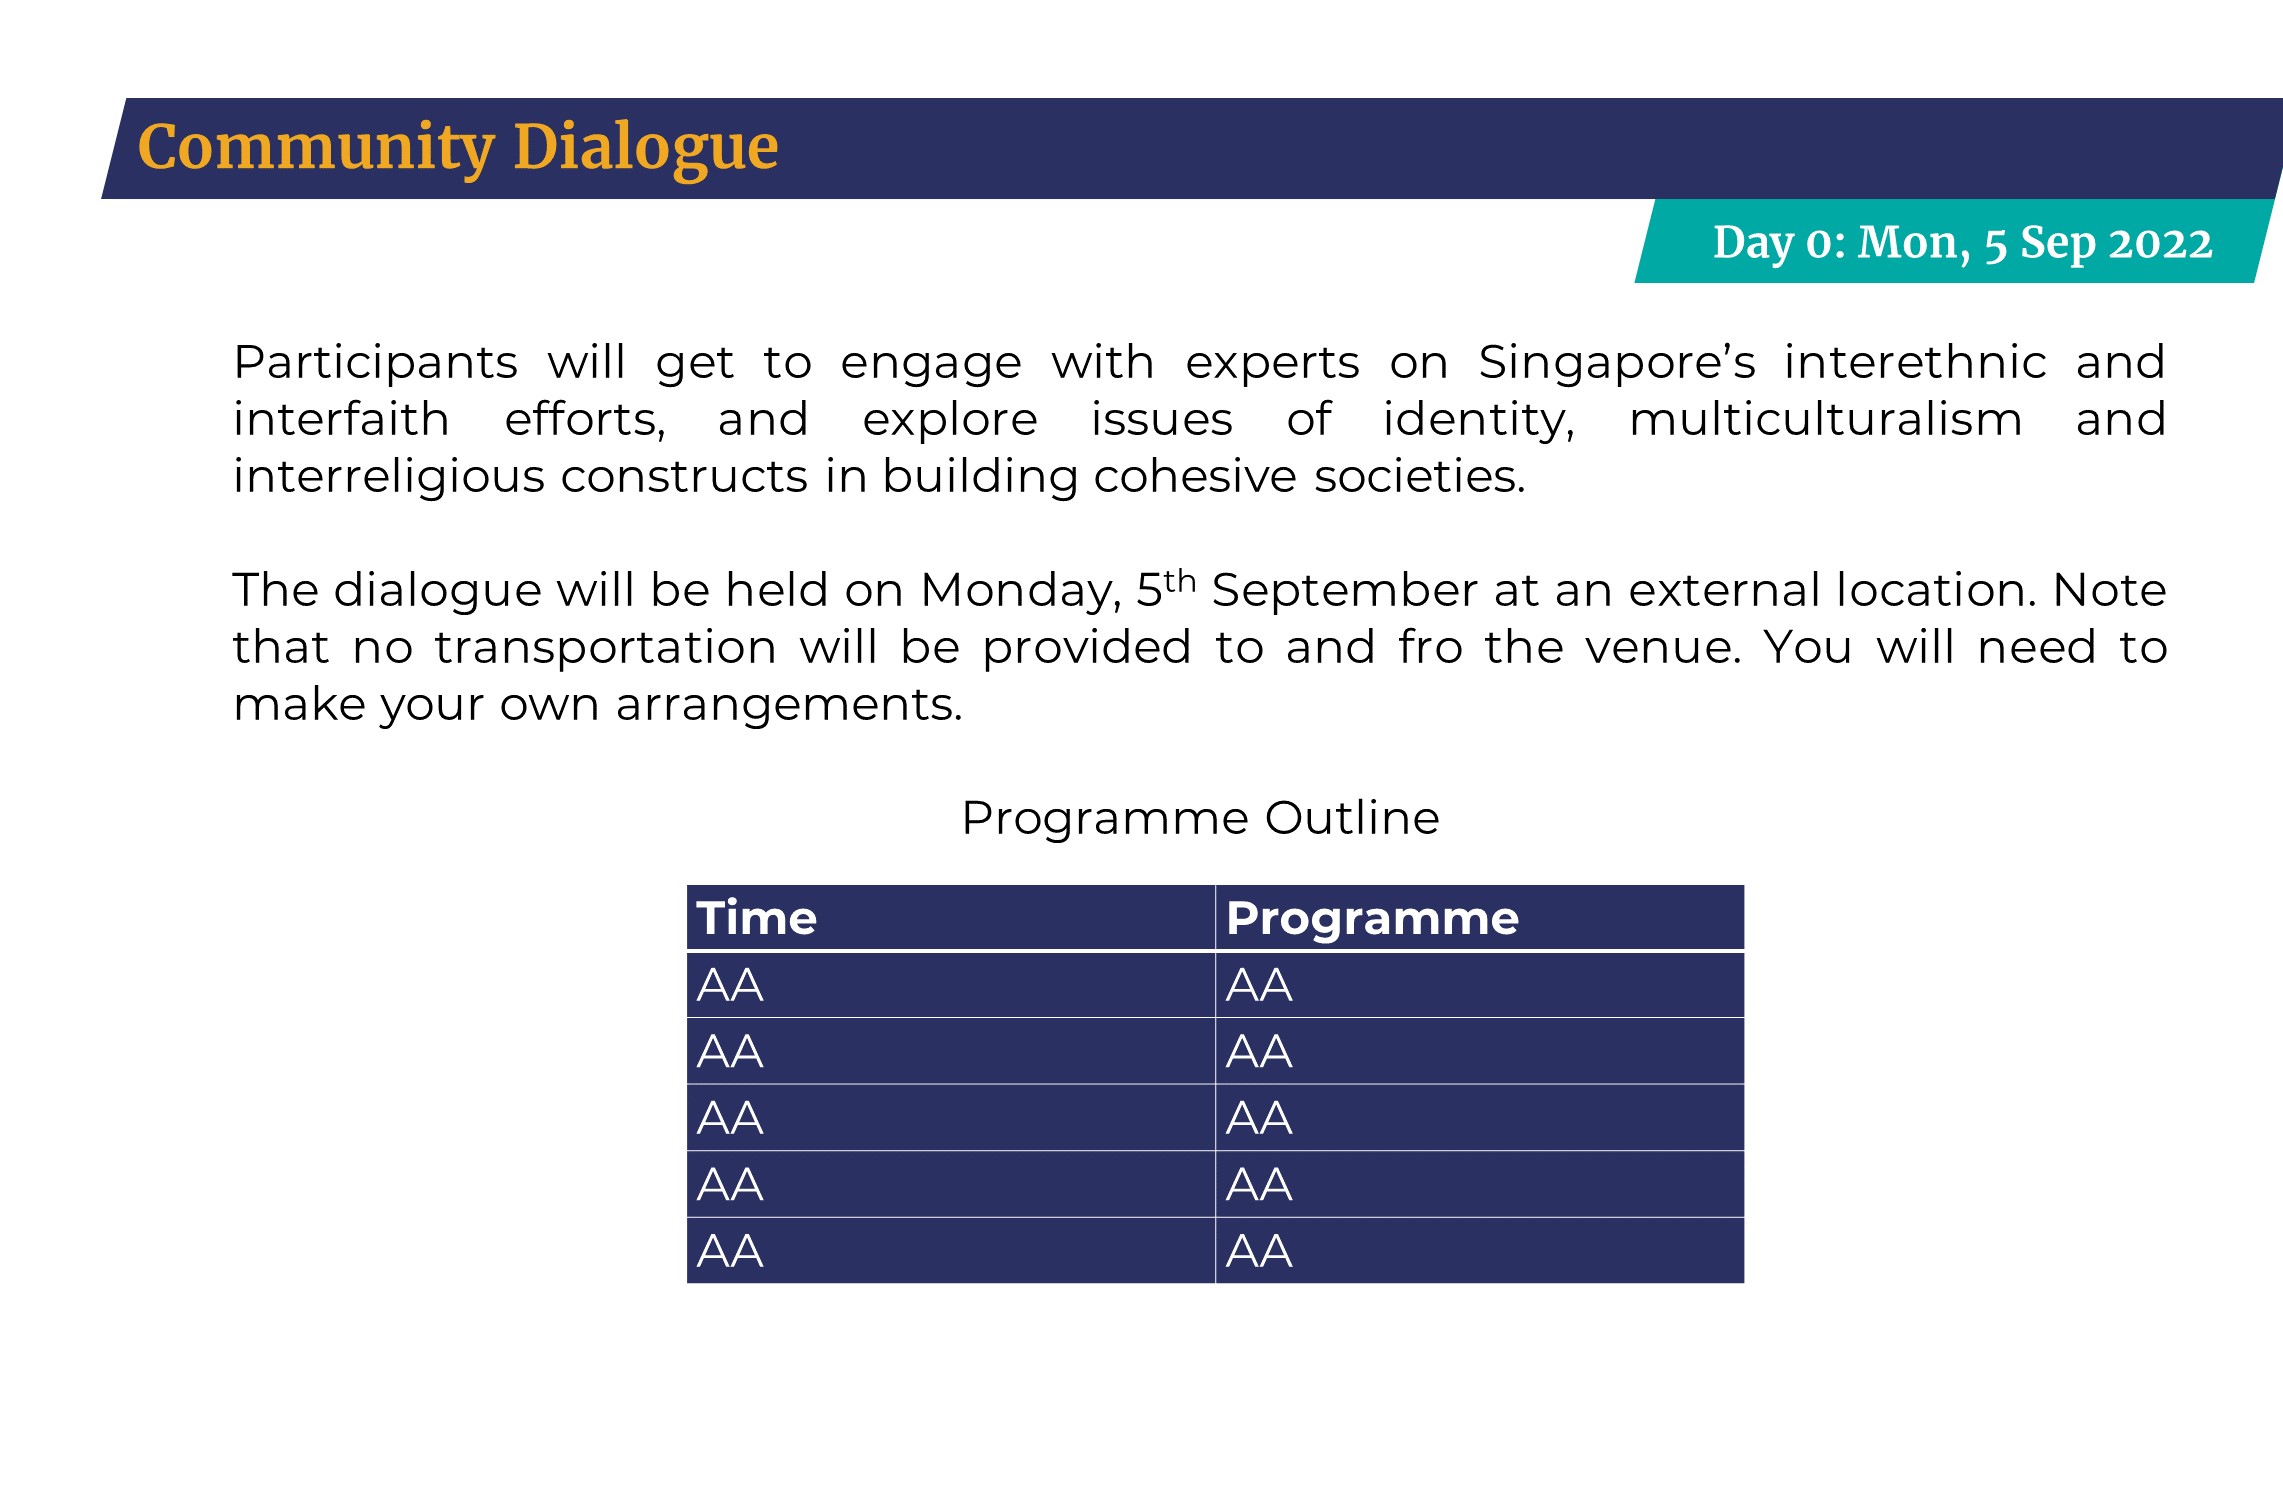 Community Dialogue
Day 0: Mon, 5 Sep 2022
Participants will get to engage with experts on Singapore’s interethnic and
interfaith efforts, and explore issues of identity, multiculturalism and
interreligious constructs in building cohesive societies.
The dialogue will be held on Monday, 5th September at an external location. Note
that no transportation will be provided to and fro the venue. You will need to
make your own arrangements.
Programme Outline
Time Programme
AA AA
AA AA
AA AA
AA AA
AA AA